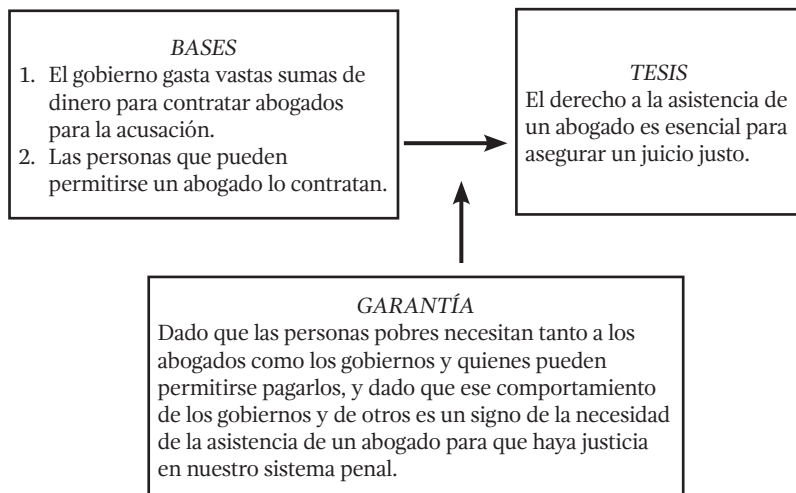 BASES
1. El gobierno gasta vastas sumas de
dinero para contratar abogados
para la acusación.
2. Las personas que pueden
permitirse un abogado lo contratan.
TESIS
El derecho a la asistencia de
un abogado es esencial para
asegurar un juicio justo.
GARANTÍA
Dado que las personas pobres necesitan tanto a los
abogados como los gobiernos y quienes pueden
permitirse pagarlos, y dado que ese comportamiento
de los gobiernos y de otros es un signo de la necesidad
de la asistencia de un abogado para que haya justicia
en nuestro sistema penal.